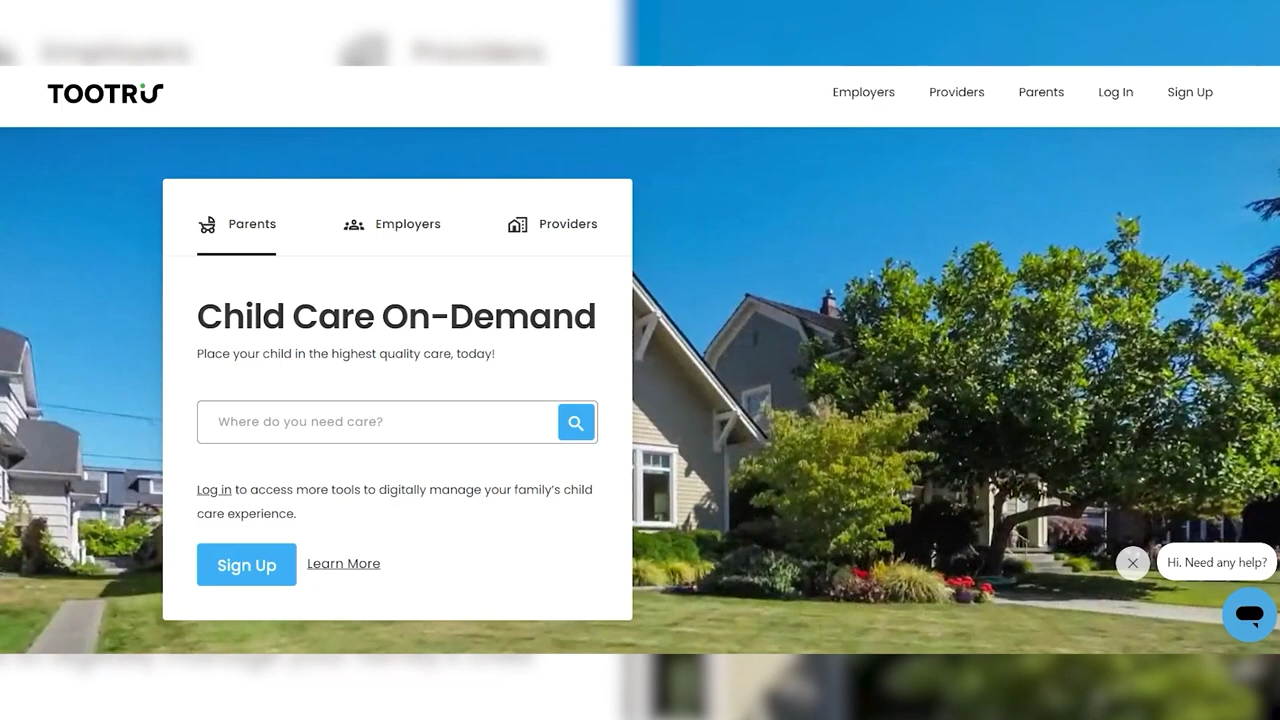 Employers
Providers
TOOTRiS
Employers
Providers
Parents
Log In
Sign Up
Parents
Employers
Providers
Child Care On-Demand
Place your child in the highest quality care, today!
Where do you need care?
Log in to access more tools to digitally manage your family's child
care experience.
Sign Up
Learn More
Hi. Need any help?